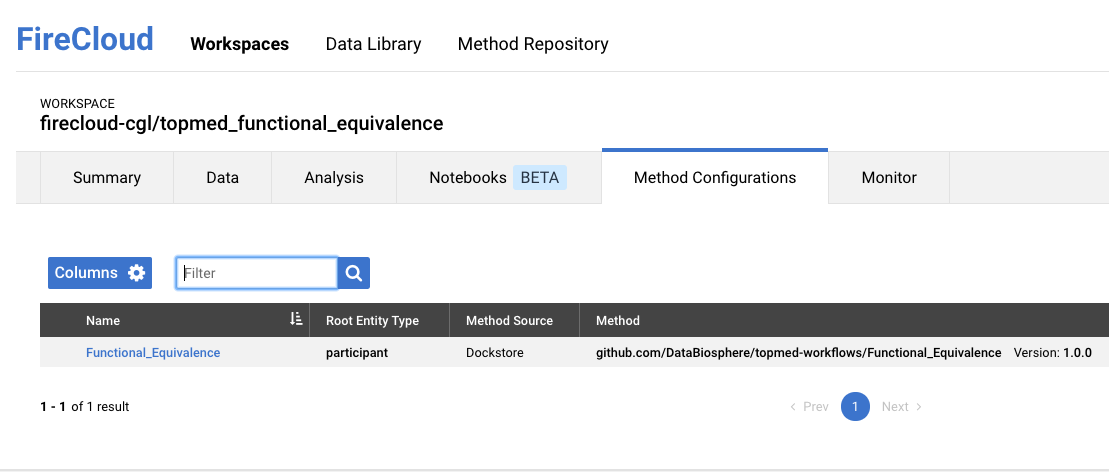 FireCloud Workspaces Data Library Method Repository
WORKSPACE
firecloud-cgl/topmed_functional_equivalence
Summary Data Analysis Notebooks BETA Method Configurations Monitor
Columns Filter
Name Root Entity Type Method Source Method
Functional_Equivalence participant Dockstore github.com/DataBiosphere/topmed-workflows/Functional_Equivalence Version: 1.0.0
1 - 1 of 1 result Prev 1 Next